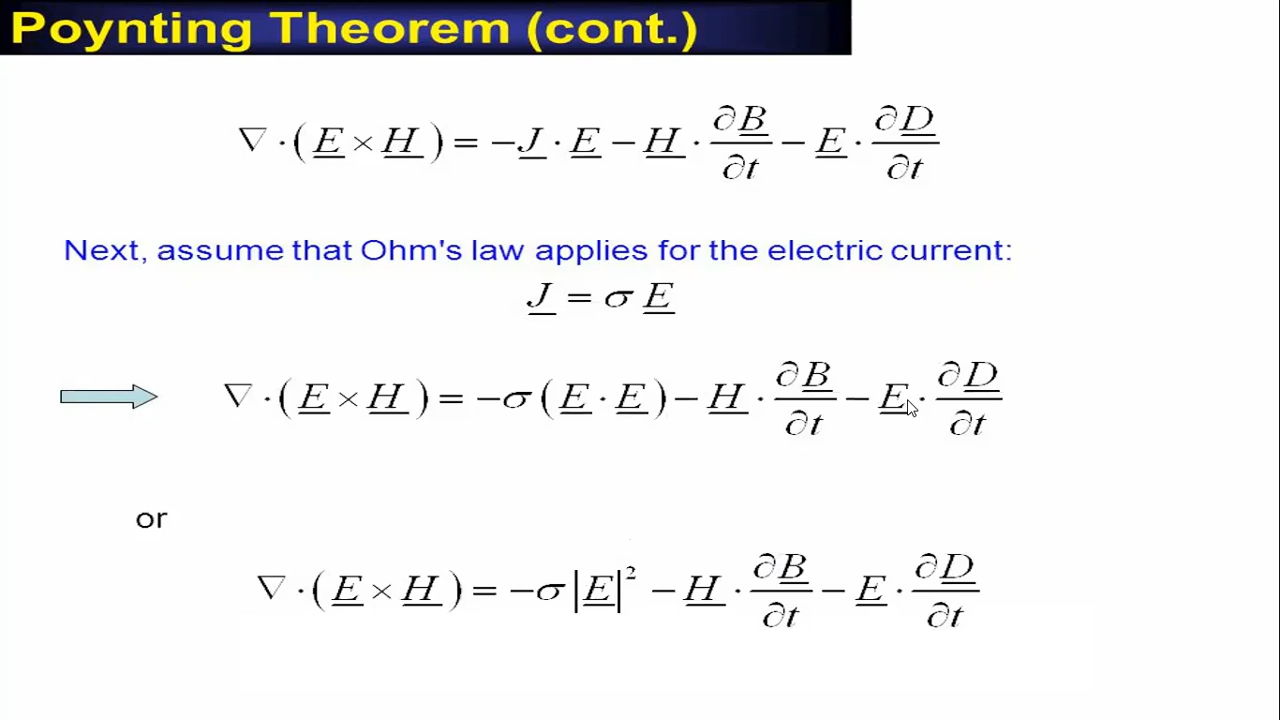 Poynting Theorem (cont.)
∇·(E×H) = −J·E − H·∂B/∂t − E·∂D/∂t
Next, assume that Ohm's law applies for the electric current:
J = σ E
∇·(E×H) = −σ(E·E) − H·∂B/∂t − E·∂D/∂t
or
∇·(E×H) = −σ|E|² − H·∂B/∂t − E·∂D/∂t